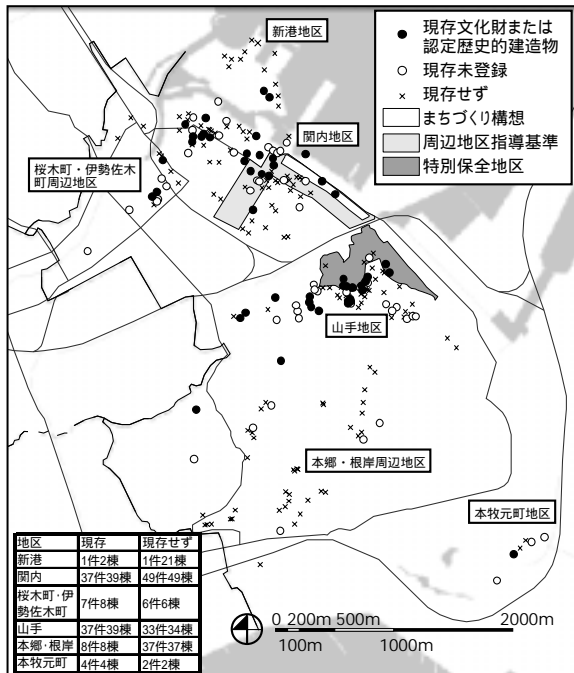 新港地区
現存文化財または
認定歴史的建造物
現存未登録
現存せず
まちづくり構想
周辺地区指導基準
特別保全地区
関内地区
桜木町・伊勢佐木
町周辺地区
山手地区
本郷・根岸周辺地区
本牧元町地区
地区 現存 現存せず
新港 1件2棟 1件21棟
関内 37件39棟 49件49棟
桜木町・伊
勢佐木町 7件8棟 6件6棟
山手 37件39棟 33件34棟
本郷・根岸 8件8棟 37件37棟
本牧元町 4件4棟 2件2棟
0 200m 500m 2000m
100m 1000m